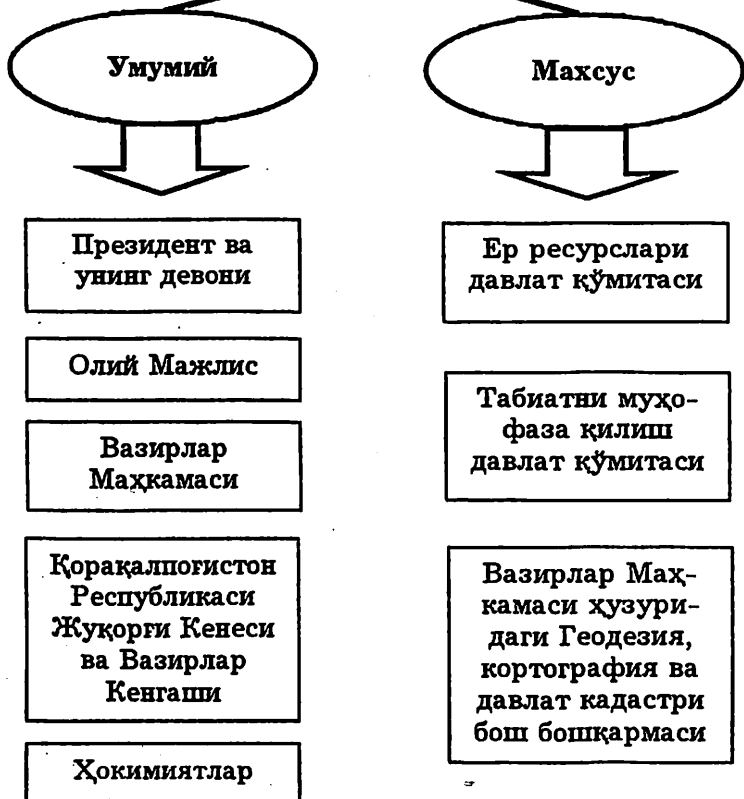 Умумий
Президент ва
унинг девони
Олий Мажлис
Вазирлар
Маҳкамаси
Қорақалпоғистон
Республикаси
Жуқорғи Кенеси
ва Вазирлар
Кенгаши
Ҳокимиятлар
Махсус
Ер ресурслари
давлат қўмитаси
Табиатни муҳо-
фаза қилиш
давлат қўмитаси
Вазирлар Маҳ-
камаси ҳузури-
даги Геодезия,
кортография ва
давлат кадастри
бош бошқармаси